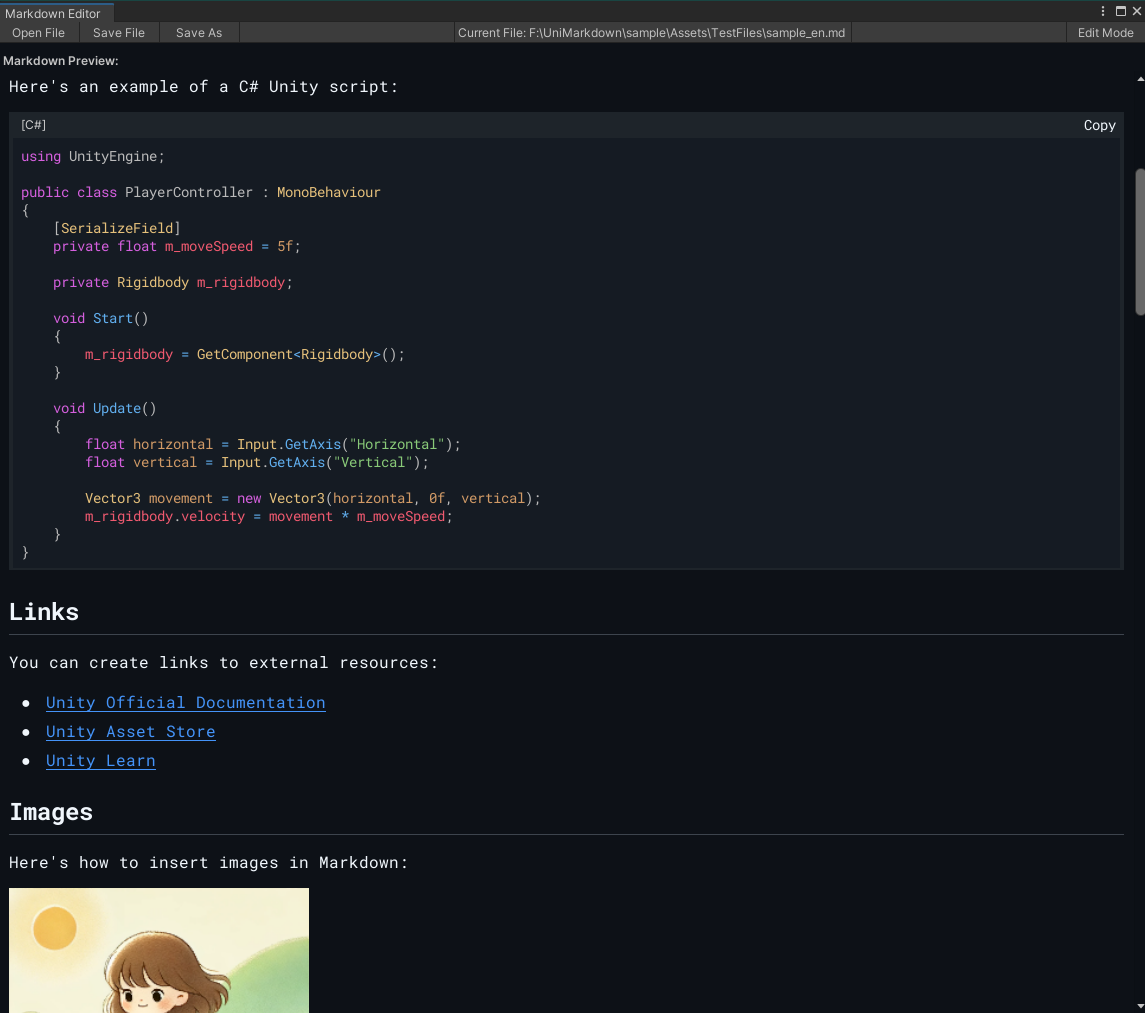 Markdown Editor
Open File Save File Save As Current File: F:\UniMarkdown\sample\Assets\TestFiles\sample_en.md Edit Mode
Markdown Preview:
Here's an example of a C# Unity script:
[C#] Copy
using UnityEngine;
public class PlayerController : MonoBehaviour
{
    [SerializeField]
    private float m_moveSpeed = 5f;
    private Rigidbody m_rigidbody;
    void Start()
    {
        m_rigidbody = GetComponent<Rigidbody>();
    }
    void Update()
    {
        float horizontal = Input.GetAxis("Horizontal");
        float vertical = Input.GetAxis("Vertical");
        Vector3 movement = new Vector3(horizontal, 0f, vertical);
        m_rigidbody.velocity = movement * m_moveSpeed;
    }
}
Links
You can create links to external resources:
● Unity Official Documentation
● Unity Asset Store
● Unity Learn
Images
Here's how to insert images in Markdown: